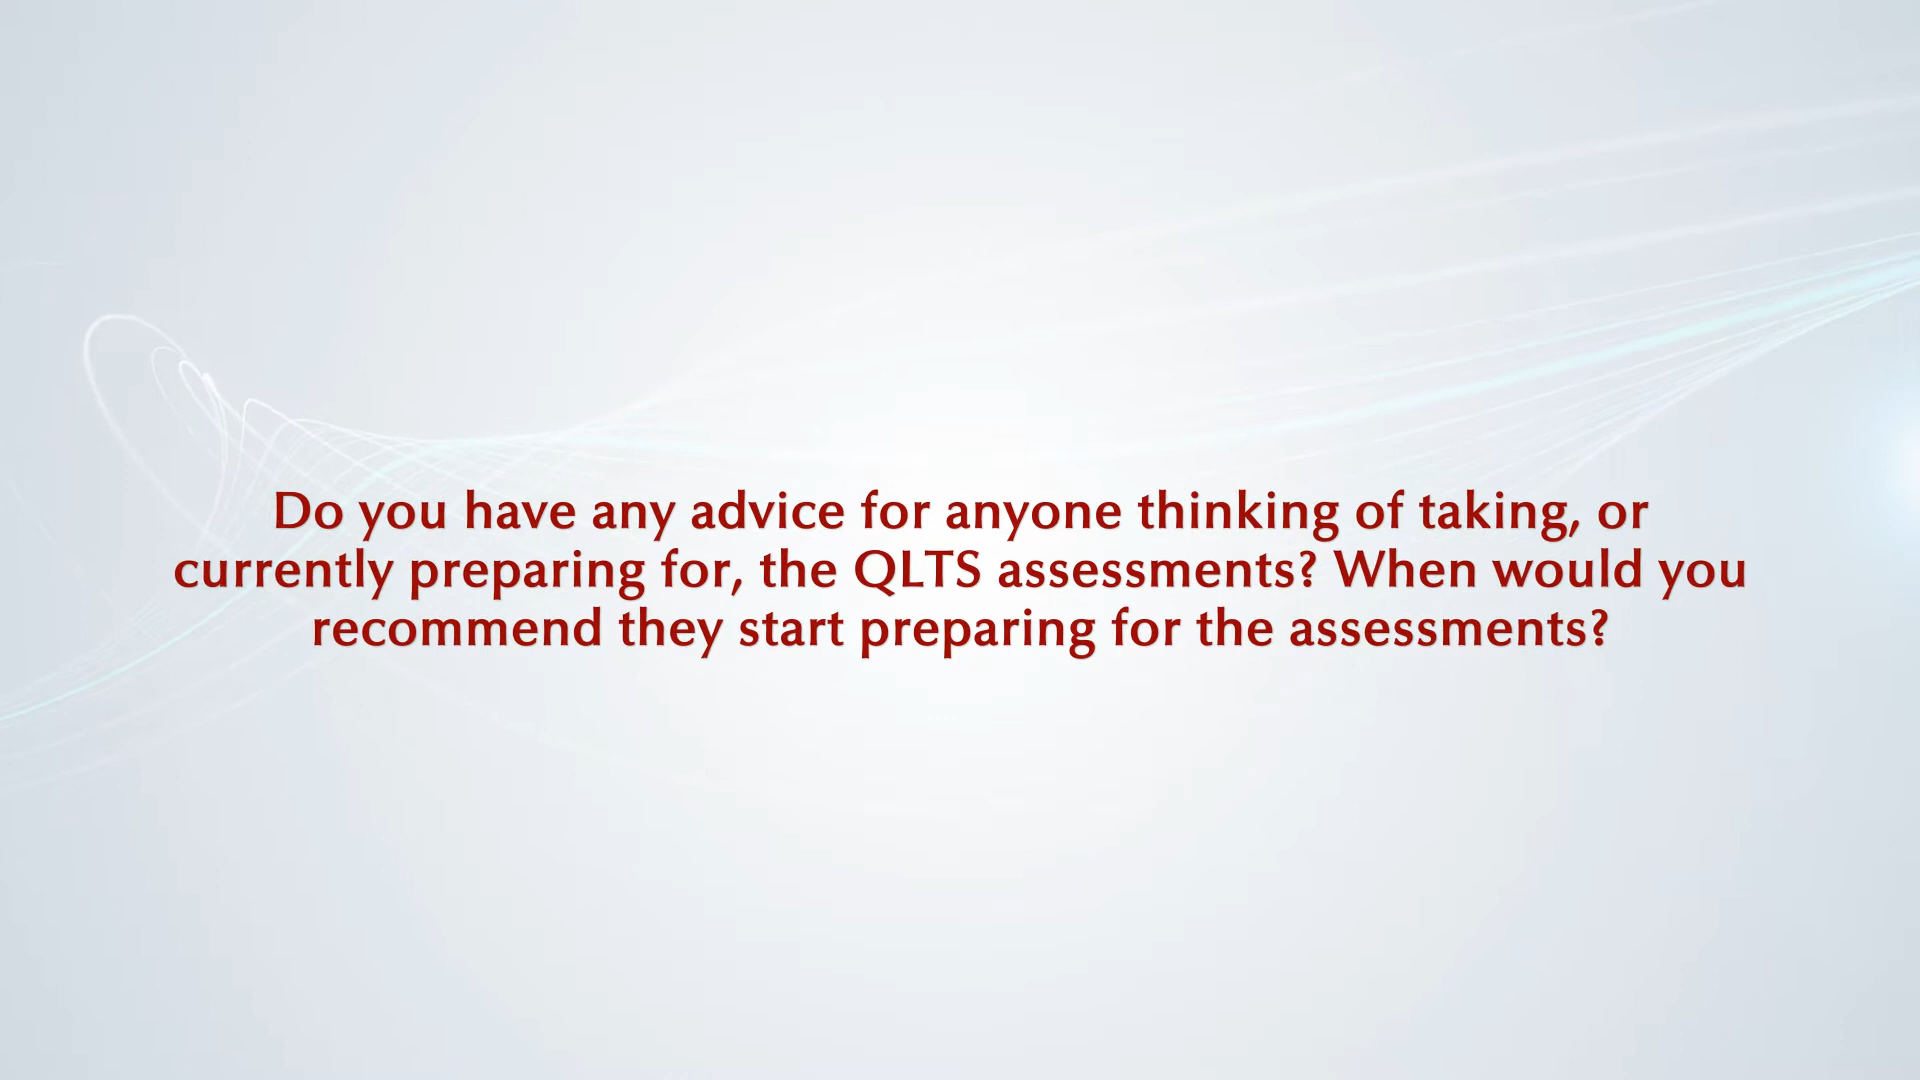 Do you have any advice for anyone thinking of taking, or
currently preparing for, the QLTS assessments? When would you
recommend they start preparing for the assessments?